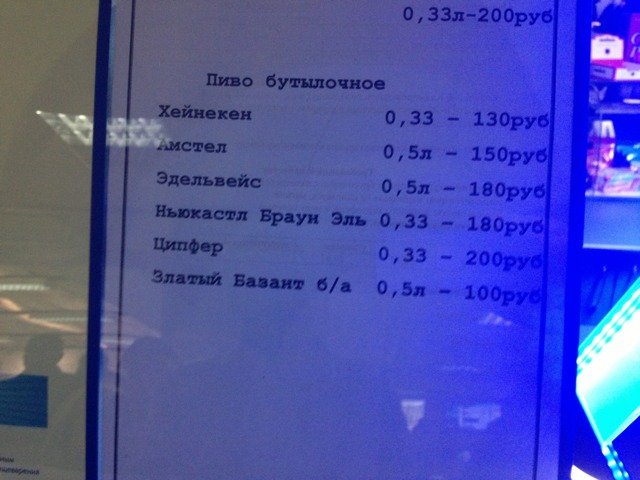 0,33л-200руб
Пиво бутылочное
Хейнекен 0,33 - 130руб
Амстел 0,5л - 150руб
Эдельвейс 0,5л - 180руб
Ньюкастл Браун Эль 0,33 - 180руб
Ципфер 0,33 - 200руб
Златый Базант б/а 0,5л - 100руб